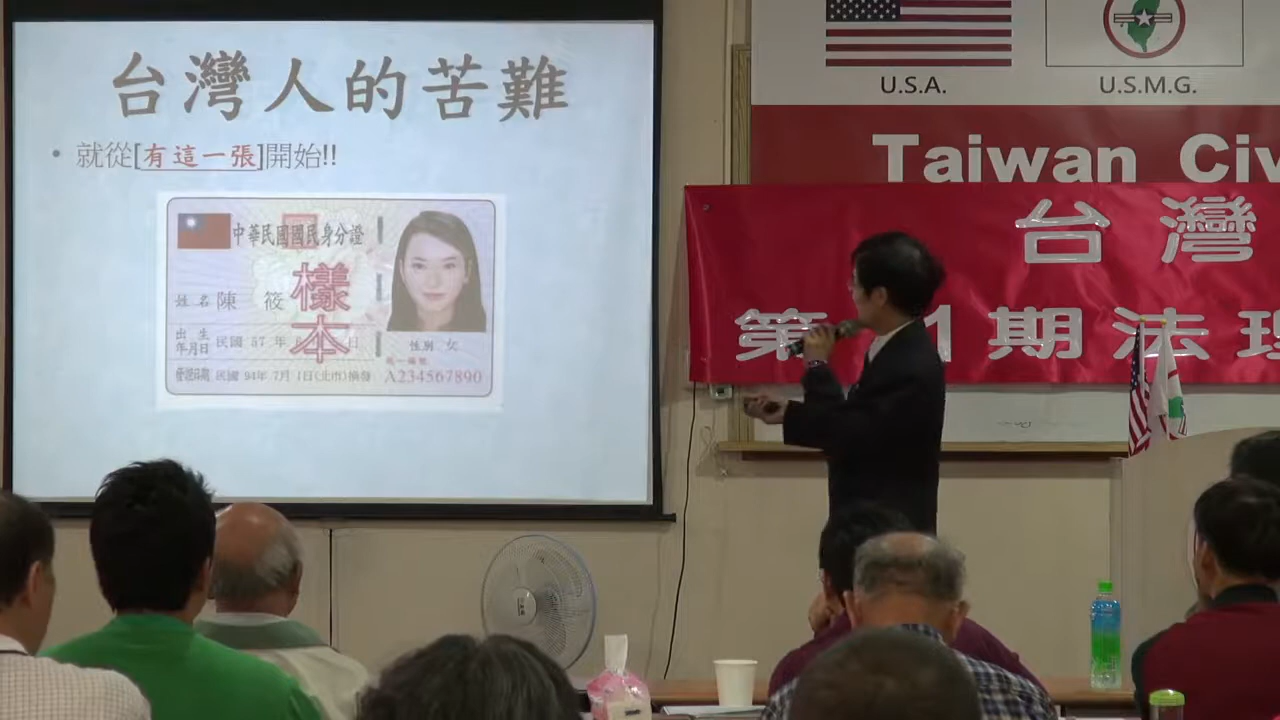 台灣人的苦難
• 就從[有這一張]開始!!
中華民國國民身分證
樣本
姓名 陳 筱
出生年月日 民國 57 年
性別 女
發證日期 民國 94年 7月 1日(北市)換發
A234567890
U.S.A.
U.S.M.G.
Taiwan Civ
台灣
第 1期法理